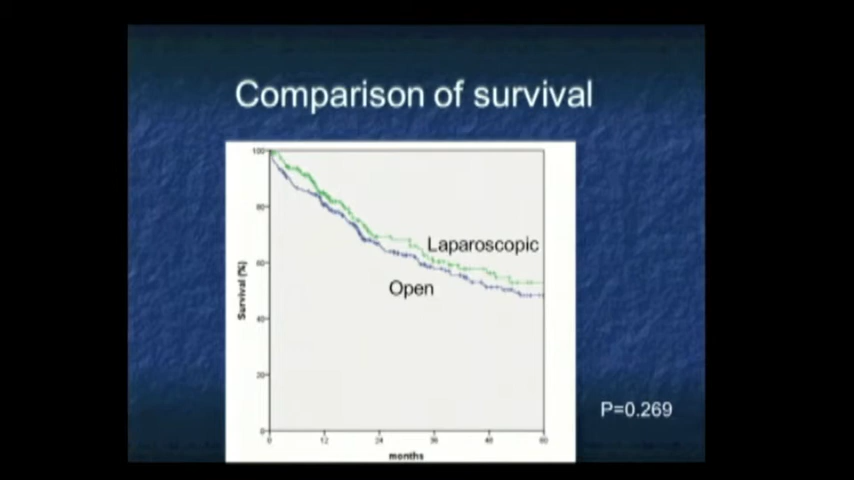 Comparison of survival
100
80
60
40
20
0
Survival (%)
Laparoscopic
Open
0 12 24 36 48 60
months
P=0.269